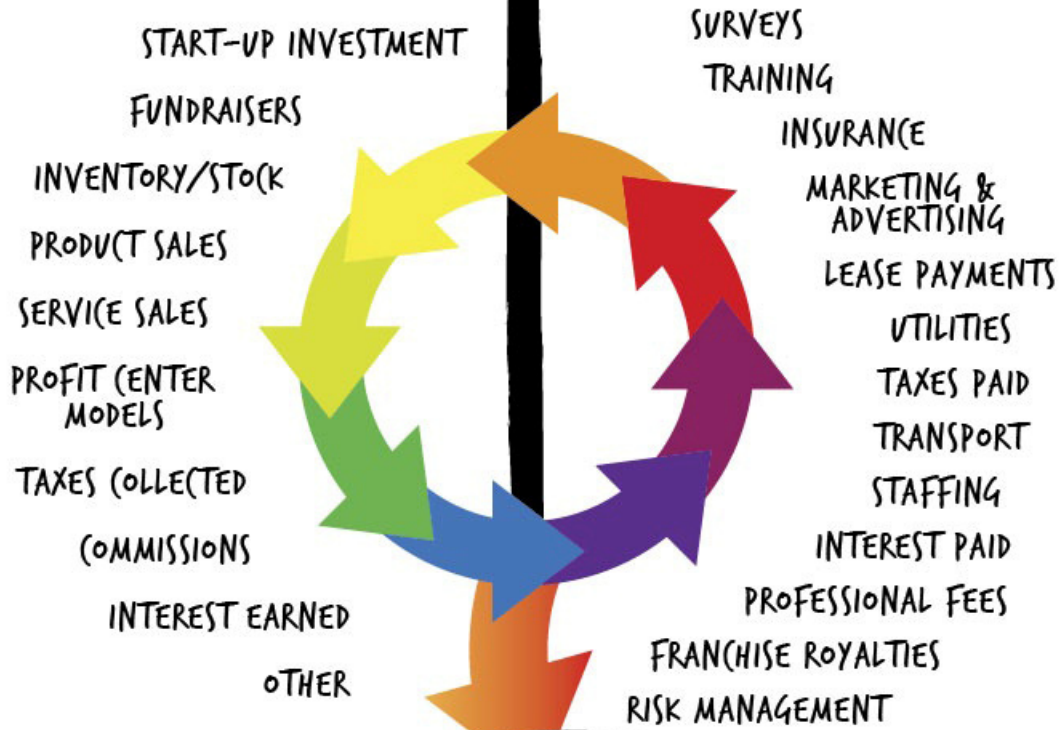 START-UP INVESTMENT
FUNDRAISERS
INVENTORY/STOCK
PRODUCT SALES
SERVICE SALES
PROFIT CENTER
MODELS
TAXES COLLECTED
COMMISSIONS
INTEREST EARNED
OTHER
SURVEYS
TRAINING
INSURANCE
MARKETING &
ADVERTISING
LEASE PAYMENTS
UTILITIES
TAXES PAID
TRANSPORT
STAFFING
INTEREST PAID
PROFESSIONAL FEES
FRANCHISE ROYALTIES
RISK MANAGEMENT